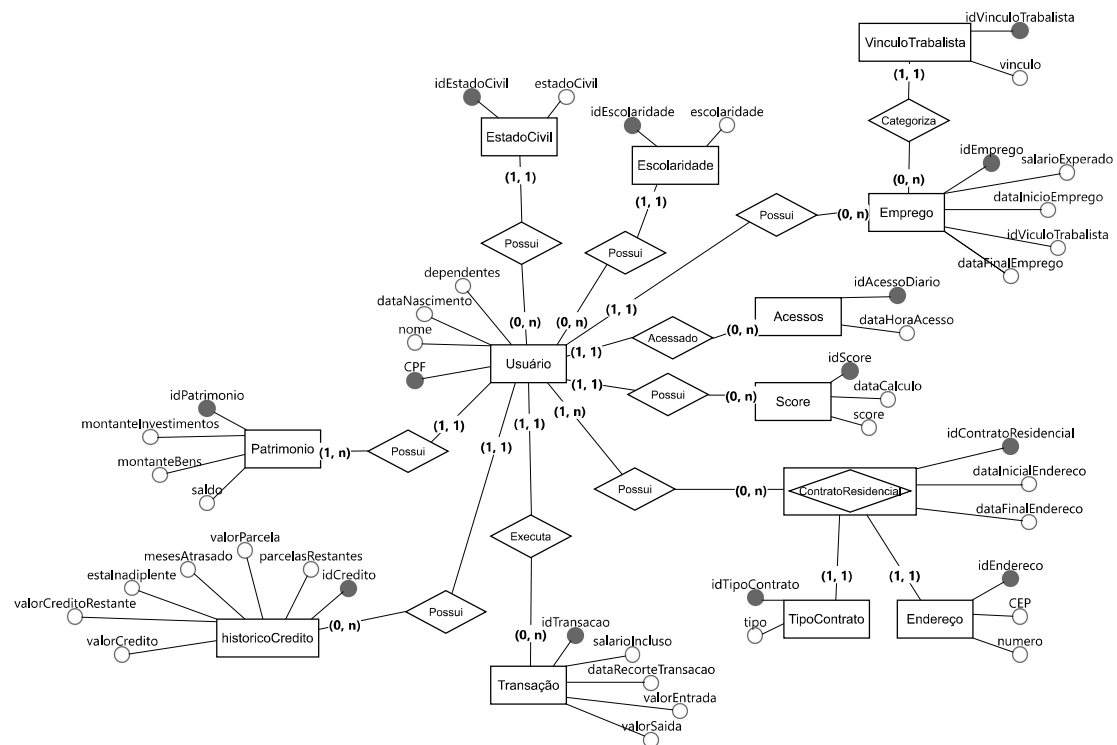 idVinculoTrabalista
VinculoTrabalista
vinculo
(1, 1)
Categoriza
(0, n)
idEstadoCivil
estadoCivil
EstadoCivil
(1, 1)
Possui
(0, n)
idEscolaridade
escolaridade
Escolaridade
(1, 1)
Possui
(0, n)
idEmprego
salarioExperado
dataInicioEmprego
idViculoTrabalista
dataFinalEmprego
Emprego
(0, n)
Possui
(1, 1)
dependentes
dataNascimento
nome
CPF
Usuário
(1, 1)
Acessado
(0, n)
Acessos
idAcessoDiario
dataHoraAcesso
(1, 1)
Possui
(0, n)
Score
idScore
dataCalculo
score
idPatrimonio
montanteInvestimentos
montanteBens
saldo
Patrimonio
(1, n)
Possui
(1, 1)
(1, 1)
(1, 1)
(1, n)
Possui
(0, n)
ContratoResidencial
idContratoResidencial
dataInicialEndereco
dataFinalEndereco
(1, 1)
(1, 1)
idTipoContrato
tipo
TipoContrato
Endereço
idEndereco
CEP
numero
Executa
(0, n)
idTransacao
salarioIncluso
dataRecorteTransacao
valorEntrada
valorSaida
Transação
valorParcela
mesesAtrasado
parcelasRestantes
estaInadiplente
idCredito
valorCreditoRestante
valorCredito
historicoCredito
(0, n)
Possui